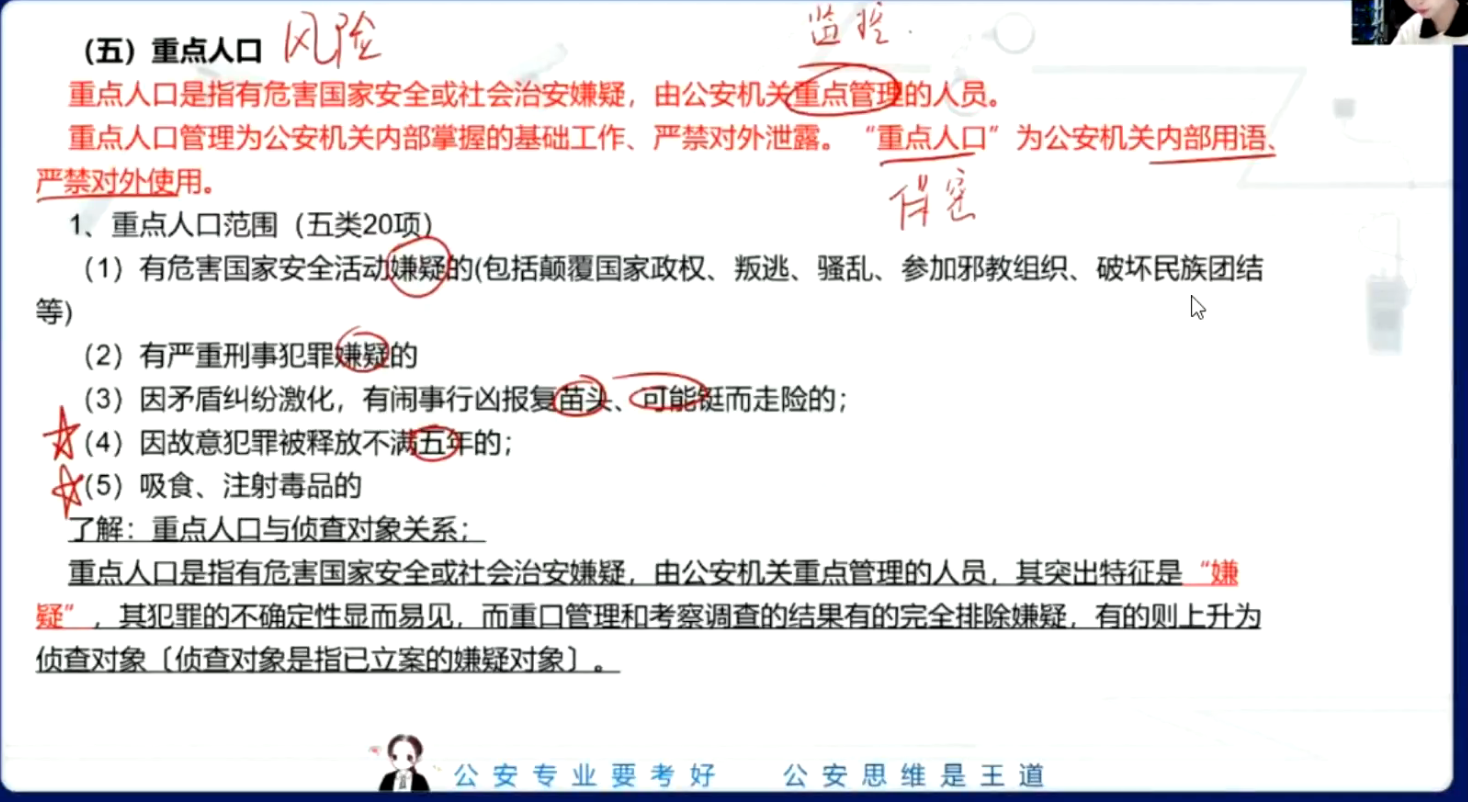 （五）重点人口 风险
监控.
重点人口是指有危害国家安全或社会治安嫌疑，由公安机关重点管理的人员。
重点人口管理为公安机关内部掌握的基础工作、严禁对外泄露。“重点人口”为公安机关内部用语、
严禁对外使用。
保密
1、重点人口范围（五类20项）
（1）有危害国家安全活动嫌疑的(包括颠覆国家政权、叛逃、骚乱、参加邪教组织、破坏民族团结
等)
（2）有严重刑事犯罪嫌疑的
（3）因矛盾纠纷激化，有闹事行凶报复苗头、可能铤而走险的；
（4）因故意犯罪被释放不满五年的；
（5）吸食、注射毒品的
了解：重点人口与侦查对象关系；
重点人口是指有危害国家安全或社会治安嫌疑，由公安机关重点管理的人员，其突出特征是“嫌
疑”，其犯罪的不确定性显而易见，而重口管理和考察调查的结果有的完全排除嫌疑，有的则上升为
侦查对象〔侦查对象是指已立案的嫌疑对象〕。
公安专业要考好 公安思维是王道